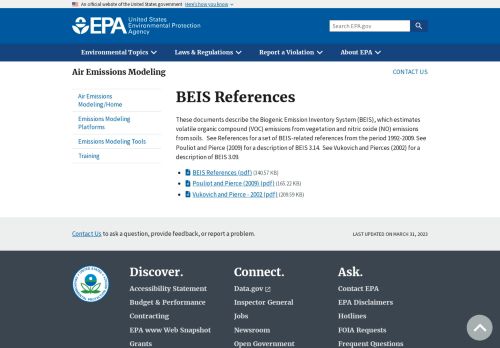 An official website of the United States government Here's how you know
EPA United States
Environmental Protection
Agency
Search EPA.gov
Environmental Topics Laws & Regulations Report a Violation About EPA
Air Emissions Modeling
CONTACT US
Air Emissions
Modeling/Home
Emissions Modeling
Platforms
Emissions Modeling Tools
Training
BEIS References
These documents describe the Biogenic Emission Inventory System (BEIS), which estimates
volatile organic compound (VOC) emissions from vegetation and nitric oxide (NO) emissions
from soils. See References for a set of BEIS-related references from the period 1992-2009. See
Pouliot and Pierce (2009) for a description of BEIS 3.14. See Vukovich and Pierces (2002) for a
description of BEIS 3.09.
BEIS References (pdf) (340.57 KB)
Pouliot and Pierce (2009) (pdf) (165.22 KB)
Vukovich and Pierce - 2002 (pdf) (209.59 KB)
Contact Us to ask a question, provide feedback, or report a problem.
LAST UPDATED ON MARCH 31, 2023
Discover.
Accessibility Statement
Budget & Performance
Contracting
EPA www Web Snapshot
Grants
Connect.
Data.gov
Inspector General
Jobs
Newsroom
Open Government
Ask.
Contact EPA
EPA Disclaimers
Hotlines
FOIA Requests
Frequent Questions